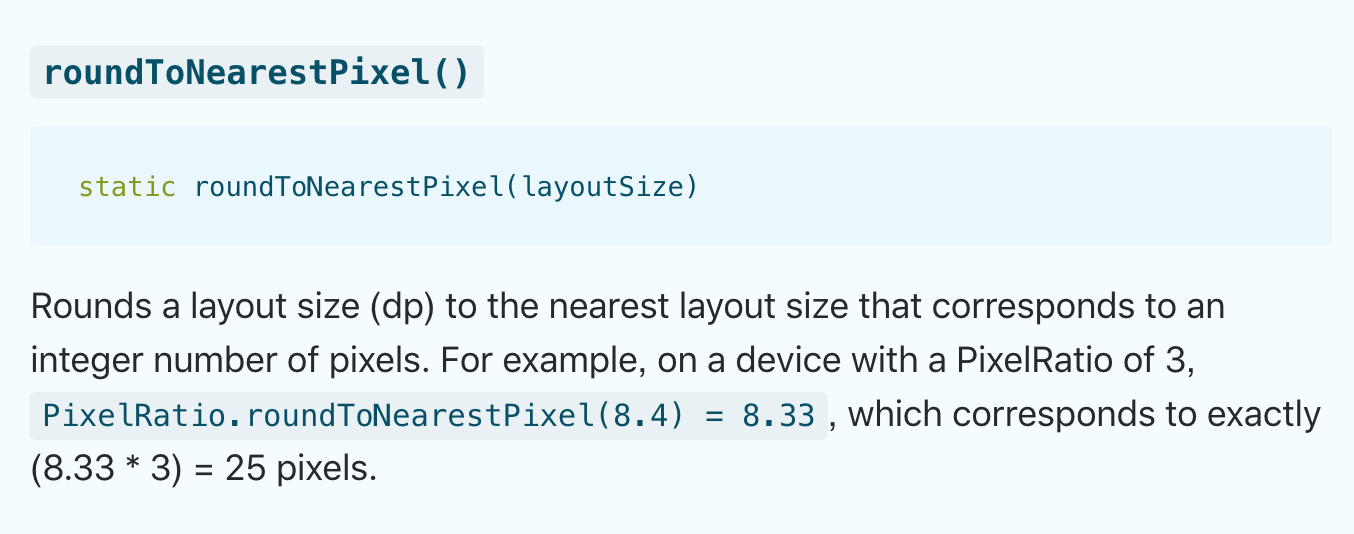 roundToNearestPixel()
static roundToNearestPixel(layoutSize)
Rounds a layout size (dp) to the nearest layout size that corresponds to an
integer number of pixels. For example, on a device with a PixelRatio of 3,
PixelRatio.roundToNearestPixel(8.4) = 8.33, which corresponds to exactly
(8.33 * 3) = 25 pixels.